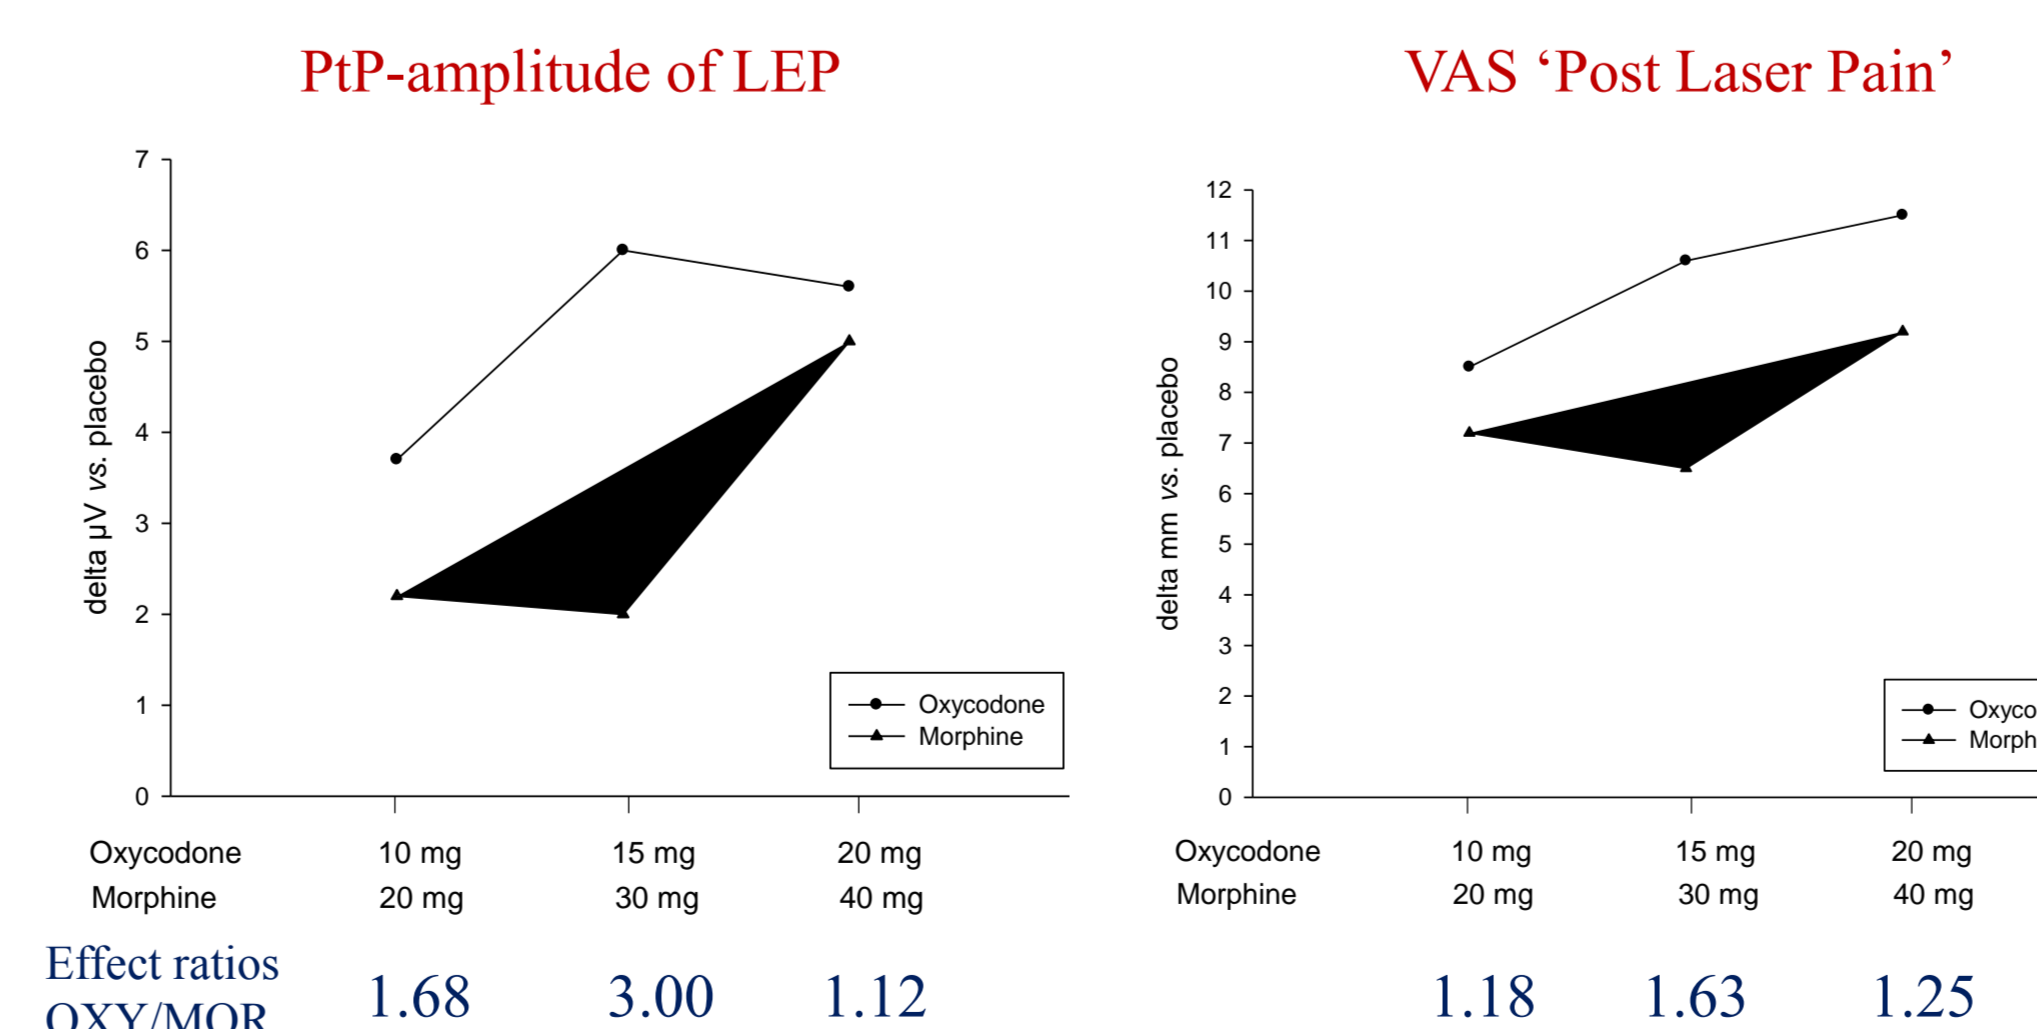 PtP-amplitude of LEP
7
6
5
4
3
2
1
0
delta µV vs. placebo
Oxycodone
Morphine
Oxycodone 10 mg 15 mg 20 mg
Morphine 20 mg 30 mg 40 mg
Effect ratios
OXY/MOR 1.68 3.00 1.12
VAS ‘Post Laser Pain’
12
11
10
9
8
7
6
5
4
3
2
1
0
delta mm vs. placebo
Oxyco
Morph
Oxycodone 10 mg 15 mg 20 mg
Morphine 20 mg 30 mg 40 mg
1.18 1.63 1.25